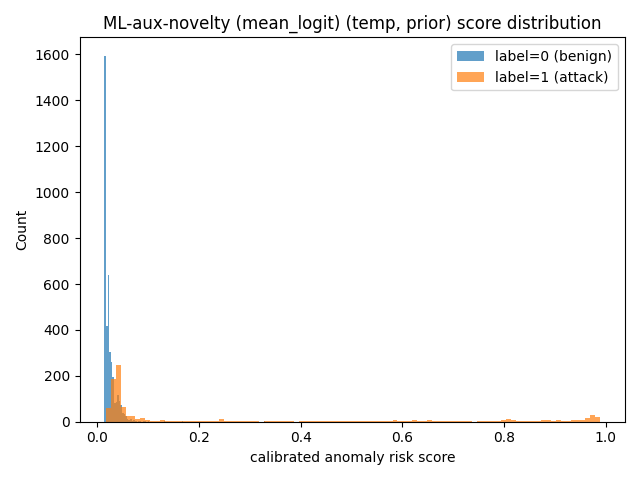 ML-aux-novelty (mean_logit) (temp, prior) score distribution
label=0 (benign)
label=1 (attack)
Count
1600
1400
1200
1000
800
600
400
200
0
0.0 0.2 0.4 0.6 0.8 1.0
calibrated anomaly risk score